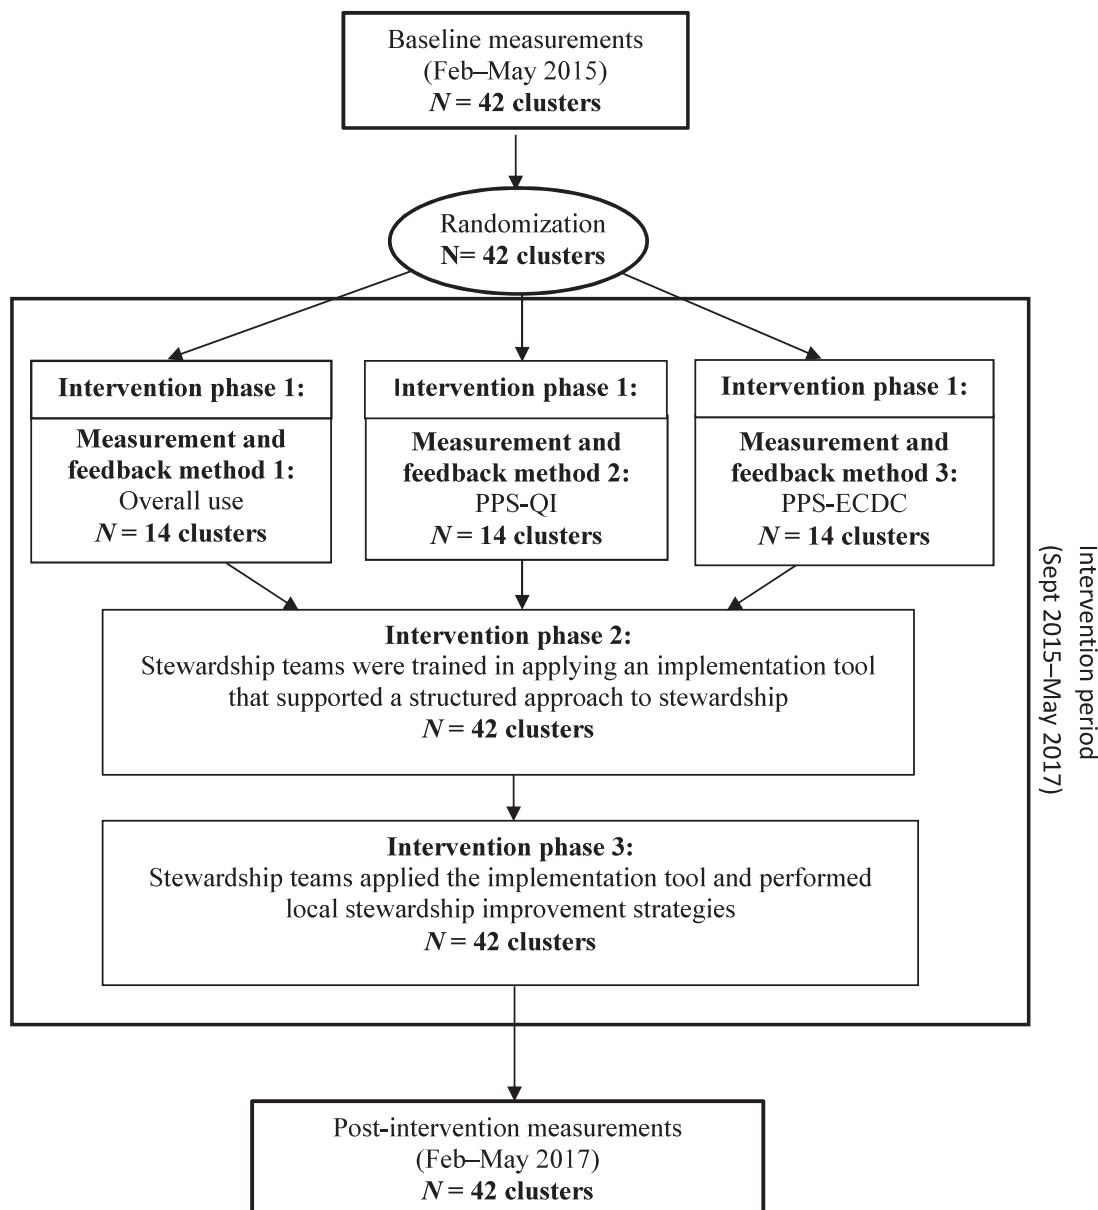 Baseline measurements
(Feb–May 2015)
N = 42 clusters
Randomization
N= 42 clusters
Intervention phase 1:
Measurement and
feedback method 1:
Overall use
N = 14 clusters
Intervention phase 1:
Measurement and
feedback method 2:
PPS-QI
N = 14 clusters
Intervention phase 1:
Measurement and
feedback method 3:
PPS-ECDC
N = 14 clusters
Intervention phase 2:
Stewardship teams were trained in applying an implementation tool
that supported a structured approach to stewardship
N = 42 clusters
Intervention phase 3:
Stewardship teams applied the implementation tool and performed
local stewardship improvement strategies
N = 42 clusters
Intervention period
(Sept 2015–May 2017)
Post-intervention measurements
(Feb–May 2017)
N = 42 clusters